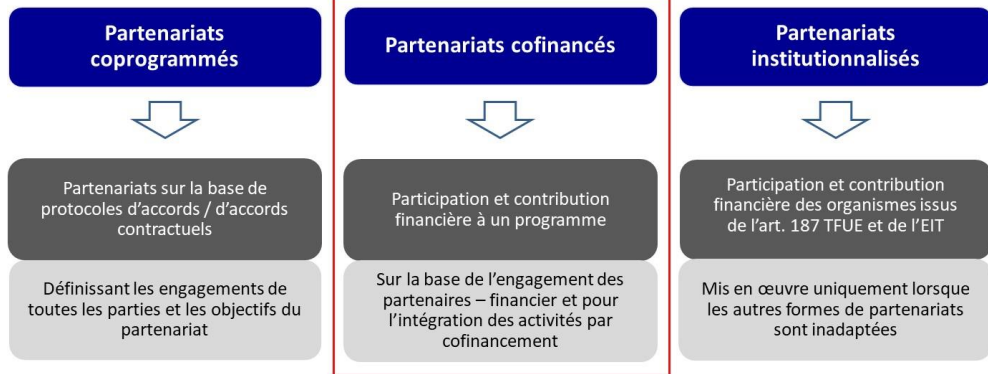 Partenariats
coprogrammés
Partenariats sur la base de
protocoles d’accords / d’accords
contractuels
Définissant les engagements de
toutes les parties et les objectifs du
partenariat
Partenariats cofinancés
Participation et contribution
financière à un programme
Sur la base de l’engagement des
partenaires – financier et pour
l’intégration des activités par
cofinancement
Partenariats
institutionnalisés
Participation et contribution
financière des organismes issus
de l’art. 187 TFUE et de l’EIT
Mis en œuvre uniquement lorsque
les autres formes de partenariats
sont inadaptées